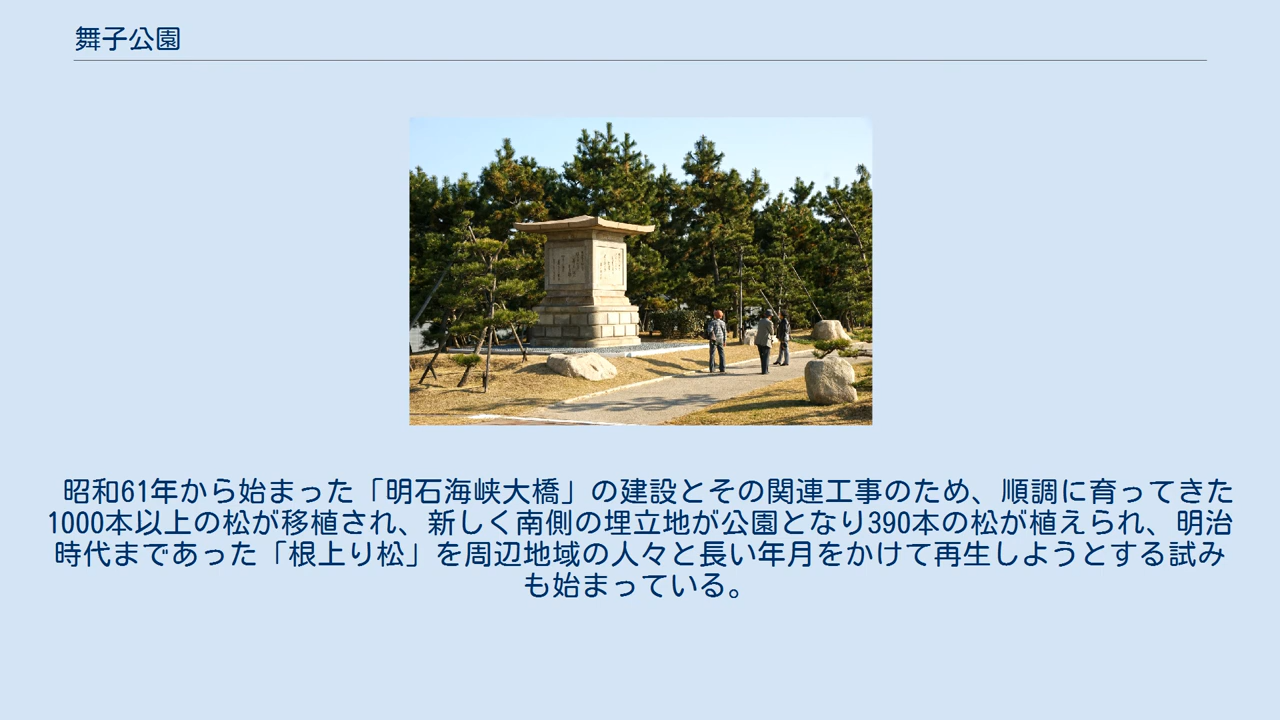 舞子公園
昭和61年から始まった「明石海峡大橋」の建設とその関連工事のため、順調に育ってきた
1000本以上の松が移植され、新しく南側の埋立地が公園となり390本の松が植えられ、明治
時代まであった「根上り松」を周辺地域の人々と長い年月をかけて再生しようとする試み
も始まっている。